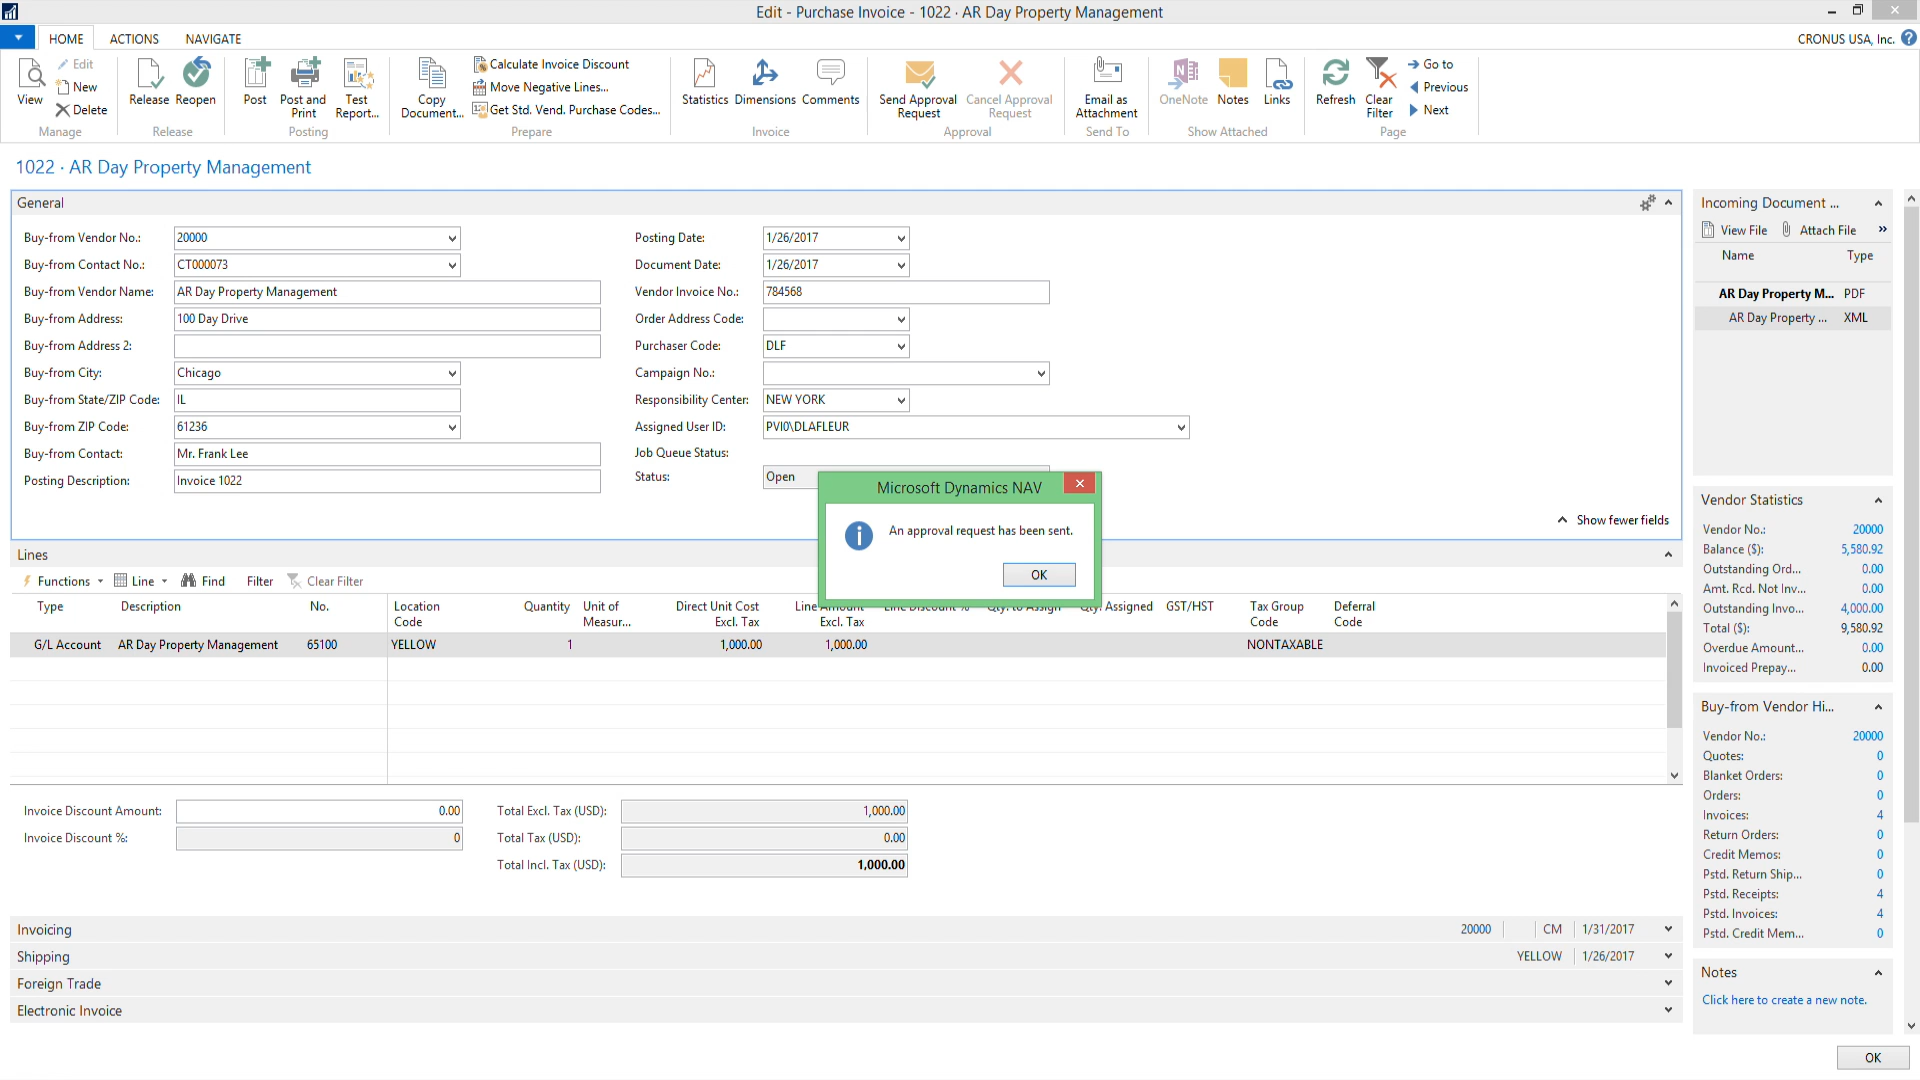 Edit - Purchase Invoice - 1022 · AR Day Property Management
HOME ACTIONS NAVIGATE CRONUS USA, Inc.
View Edit New Delete Manage
Release Reopen Release
Post Post and Print Test Report... Posting
Copy Document... Calculate Invoice Discount Move Negative Lines... Get Std. Vend. Purchase Codes... Prepare
Statistics Dimensions Comments Invoice
Send Approval Request Cancel Approval Request Approval
Email as Attachment Send To
OneNote Notes Links Show Attached
Refresh Clear Filter Go to Previous Next Page
1022 · AR Day Property Management
General
Buy-from Vendor No.: 20000
Buy-from Contact No.: CT000073
Buy-from Vendor Name: AR Day Property Management
Buy-from Address: 100 Day Drive
Buy-from Address 2:
Buy-from City: Chicago
Buy-from State/ZIP Code: IL
Buy-from ZIP Code: 61236
Buy-from Contact: Mr. Frank Lee
Posting Description: Invoice 1022
Posting Date: 1/26/2017
Document Date: 1/26/2017
Vendor Invoice No.: 784568
Order Address Code:
Purchaser Code: DLF
Campaign No.:
Responsibility Center: NEW YORK
Assigned User ID: PVI0\DLAFLEUR
Job Queue Status:
Status: Open
Show fewer fields
Microsoft Dynamics NAV
An approval request has been sent.
OK
Lines
Functions Line Find Filter Clear Filter
Type Description No. Location Code Quantity Unit of Measur... Direct Unit Cost Excl. Tax Line Amount Excl. Tax Line Discount % Qty. to Assign Qty. Assigned GST/HST Tax Group Code Deferral Code
G/L Account AR Day Property Management 65100 YELLOW 1 1,000.00 1,000.00 NONTAXABLE
Invoice Discount Amount: 0.00
Invoice Discount %: 0
Total Excl. Tax (USD): 1,000.00
Total Tax (USD): 0.00
Total Incl. Tax (USD): 1,000.00
Invoicing 20000 CM 1/31/2017
Shipping YELLOW 1/26/2017
Foreign Trade
Electronic Invoice
Incoming Document ...
View File Attach File »
Name Type
AR Day Property M... PDF
AR Day Property ... XML
Vendor Statistics
Vendor No.: 20000
Balance ($): 5,580.92
Outstanding Ord... 0.00
Amt. Rcd. Not Inv... 0.00
Outstanding Invo... 4,000.00
Total ($): 9,580.92
Overdue Amount... 0.00
Invoiced Prepay... 0.00
Buy-from Vendor Hi...
Vendor No.: 20000
Quotes: 0
Blanket Orders: 0
Orders: 0
Invoices: 4
Return Orders: 0
Credit Memos: 0
Pstd. Return Ship... 0
Pstd. Receipts: 4
Pstd. Invoices: 4
Pstd. Credit Mem... 0
Notes
Click here to create a new note.
OK